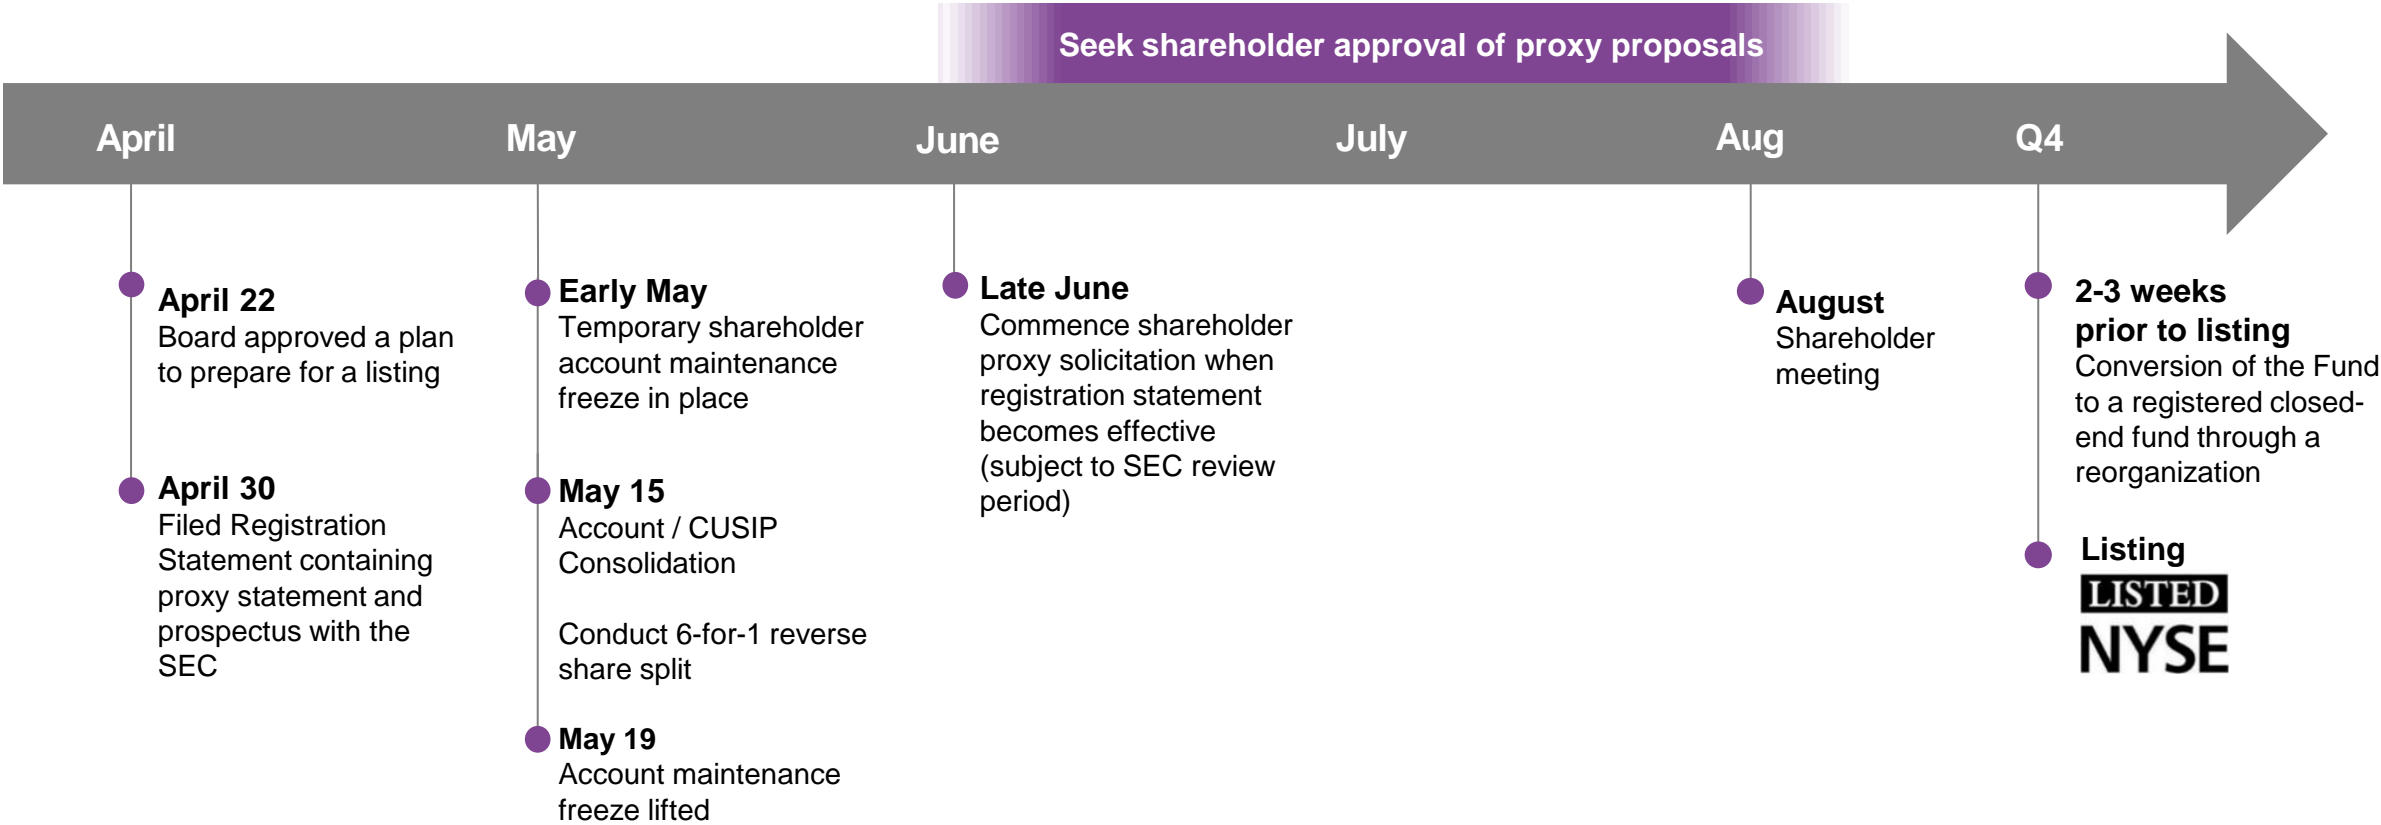 Seek shareholder approval of proxy proposals
April
May
June
July
Aug
Q4
April 22
Board approved a plan
to prepare for a listing
April 30
Filed Registration
Statement containing
proxy statement and
prospectus with the
SEC
Early May
Temporary shareholder
account maintenance
freeze in place
May 15
Account / CUSIP
Consolidation
Conduct 6-for-1 reverse
share split
May 19
Account maintenance
freeze lifted
Late June
Commence shareholder
proxy solicitation when
registration statement
becomes effective
(subject to SEC review
period)
August
Shareholder
meeting
2-3 weeks
prior to listing
Conversion of the Fund
to a registered closed-
end fund through a
reorganization
Listing
LISTED
NYSE